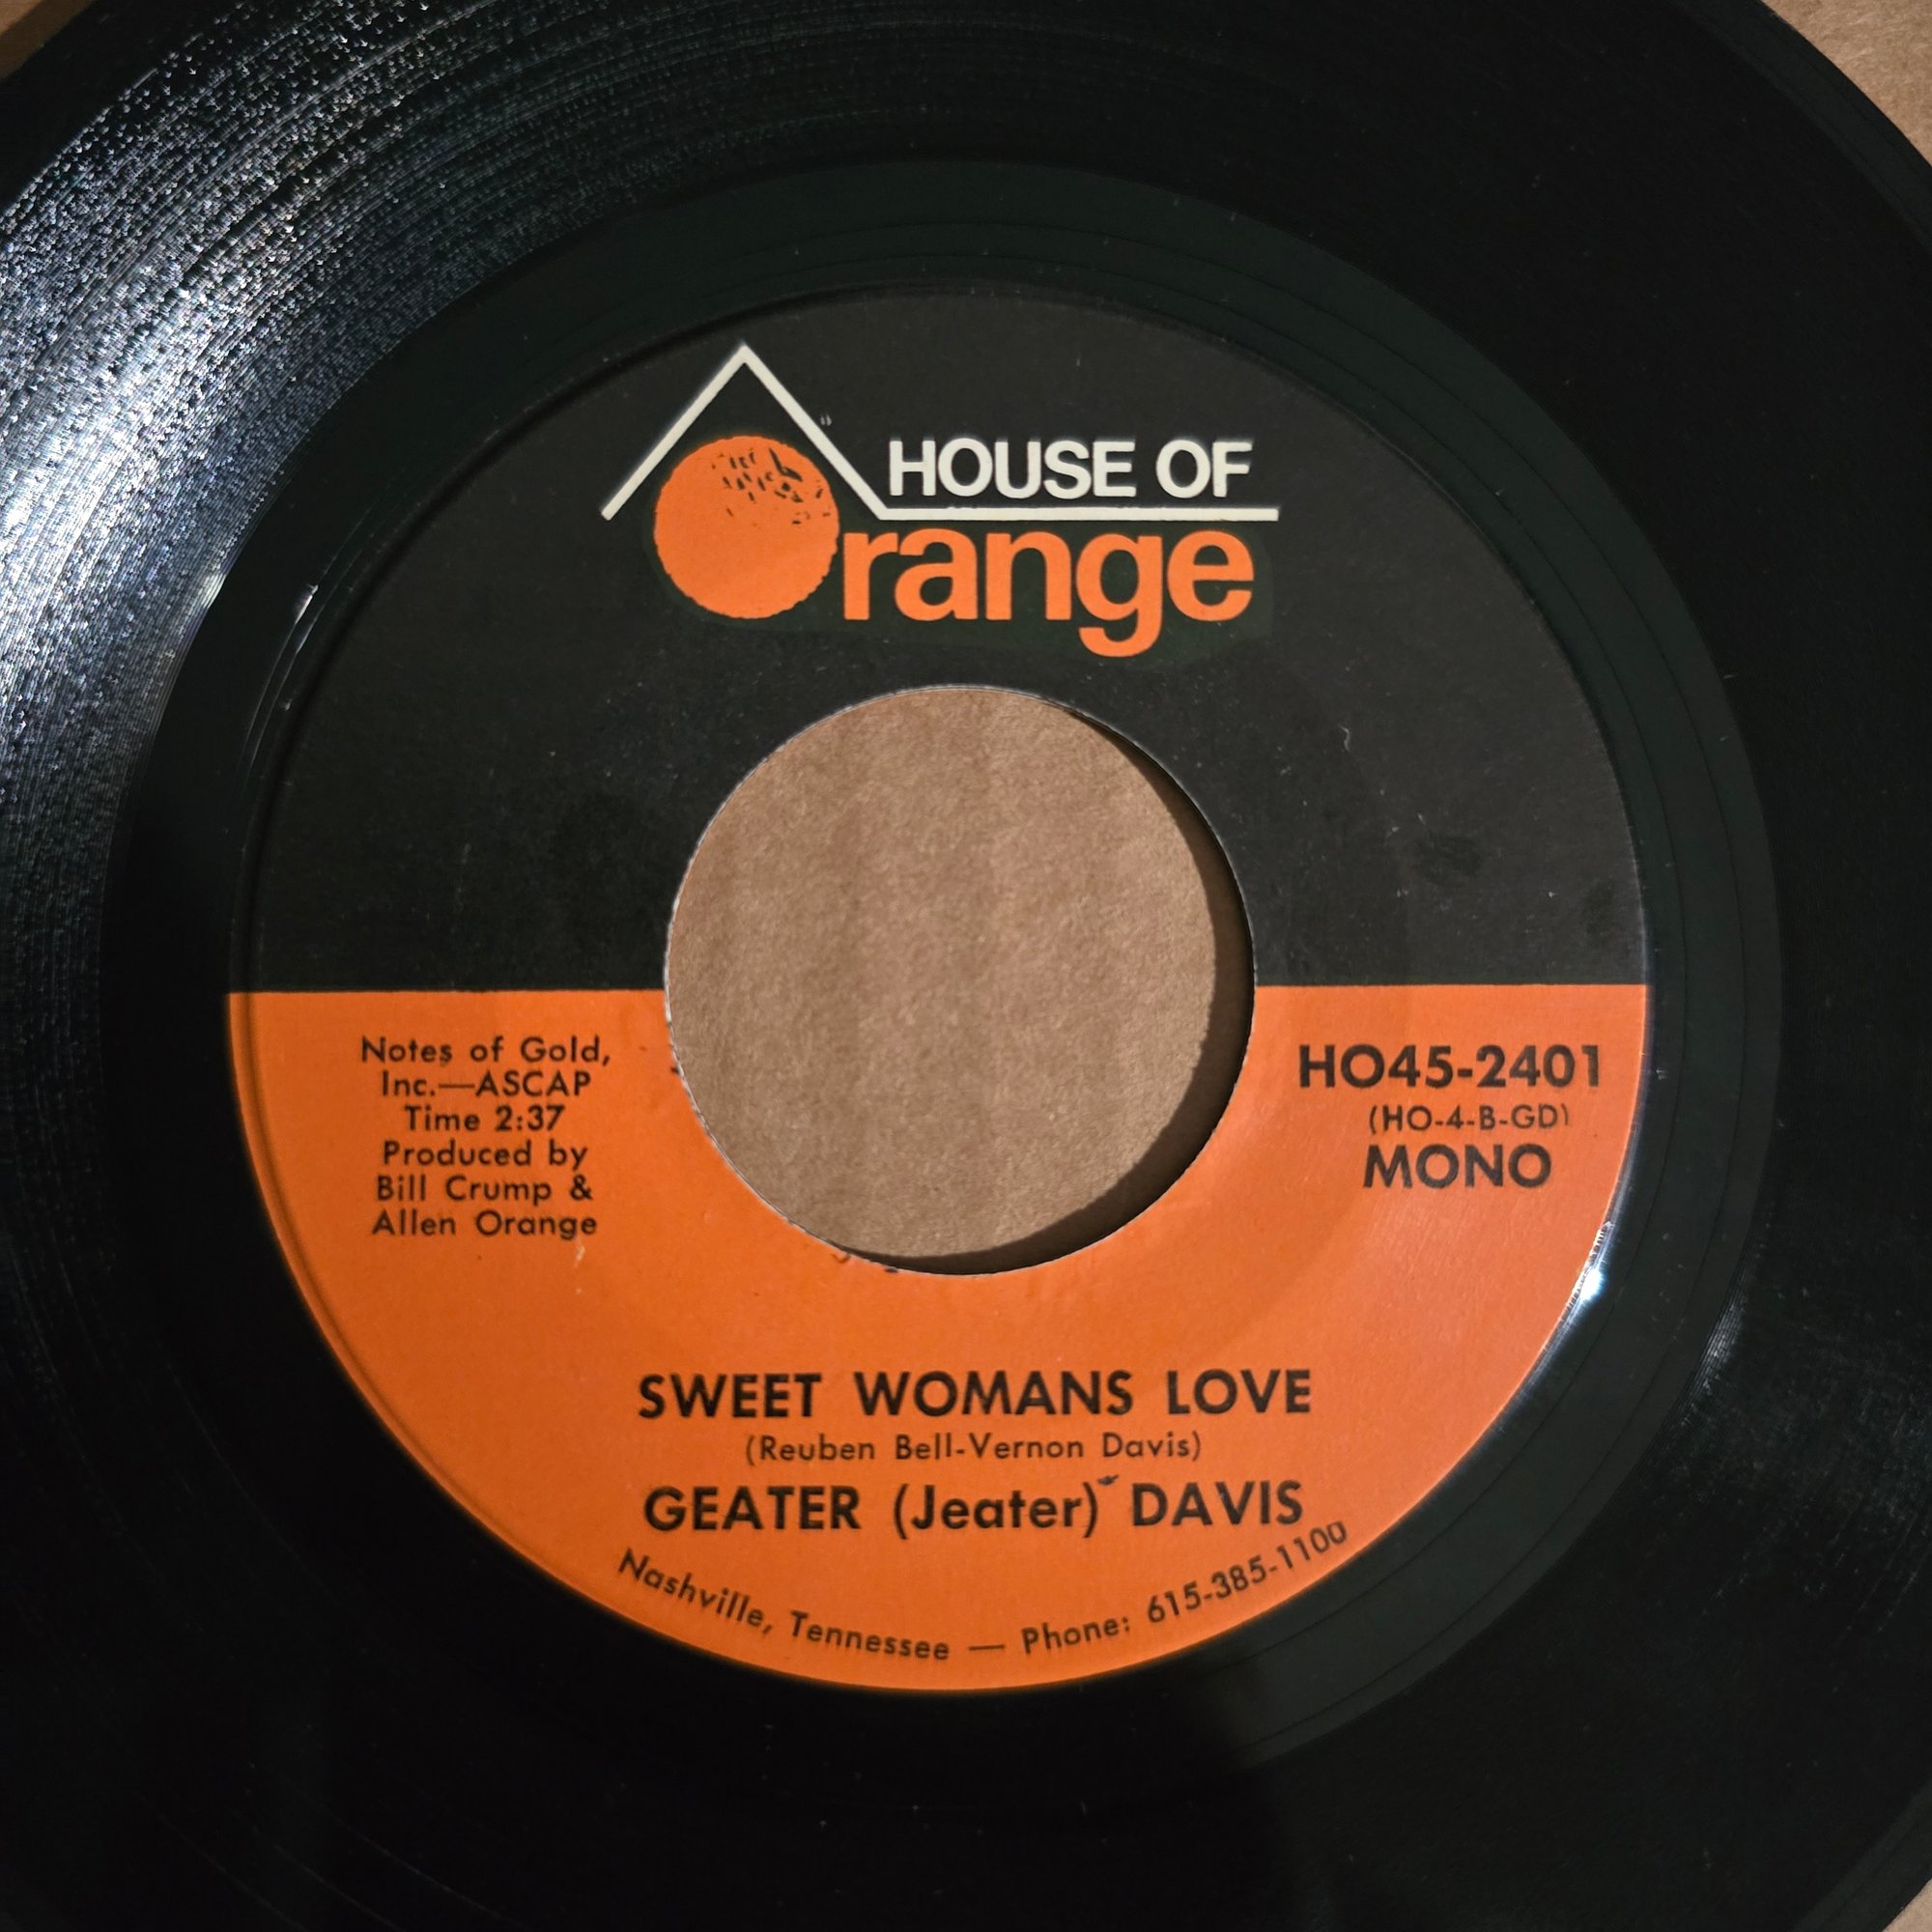 HOUSE OF
Orange
Notes of Gold,
Inc.—ASCAP
Time 2:37
Produced by
Bill Crump &
Allen Orange
HO45-2401
(HO-4-B-GD)
MONO
SWEET WOMANS LOVE
(Reuben Bell-Vernon Davis)
GEATER (Jeater) DAVIS
Nashville, Tennessee — Phone: 615-385-1100